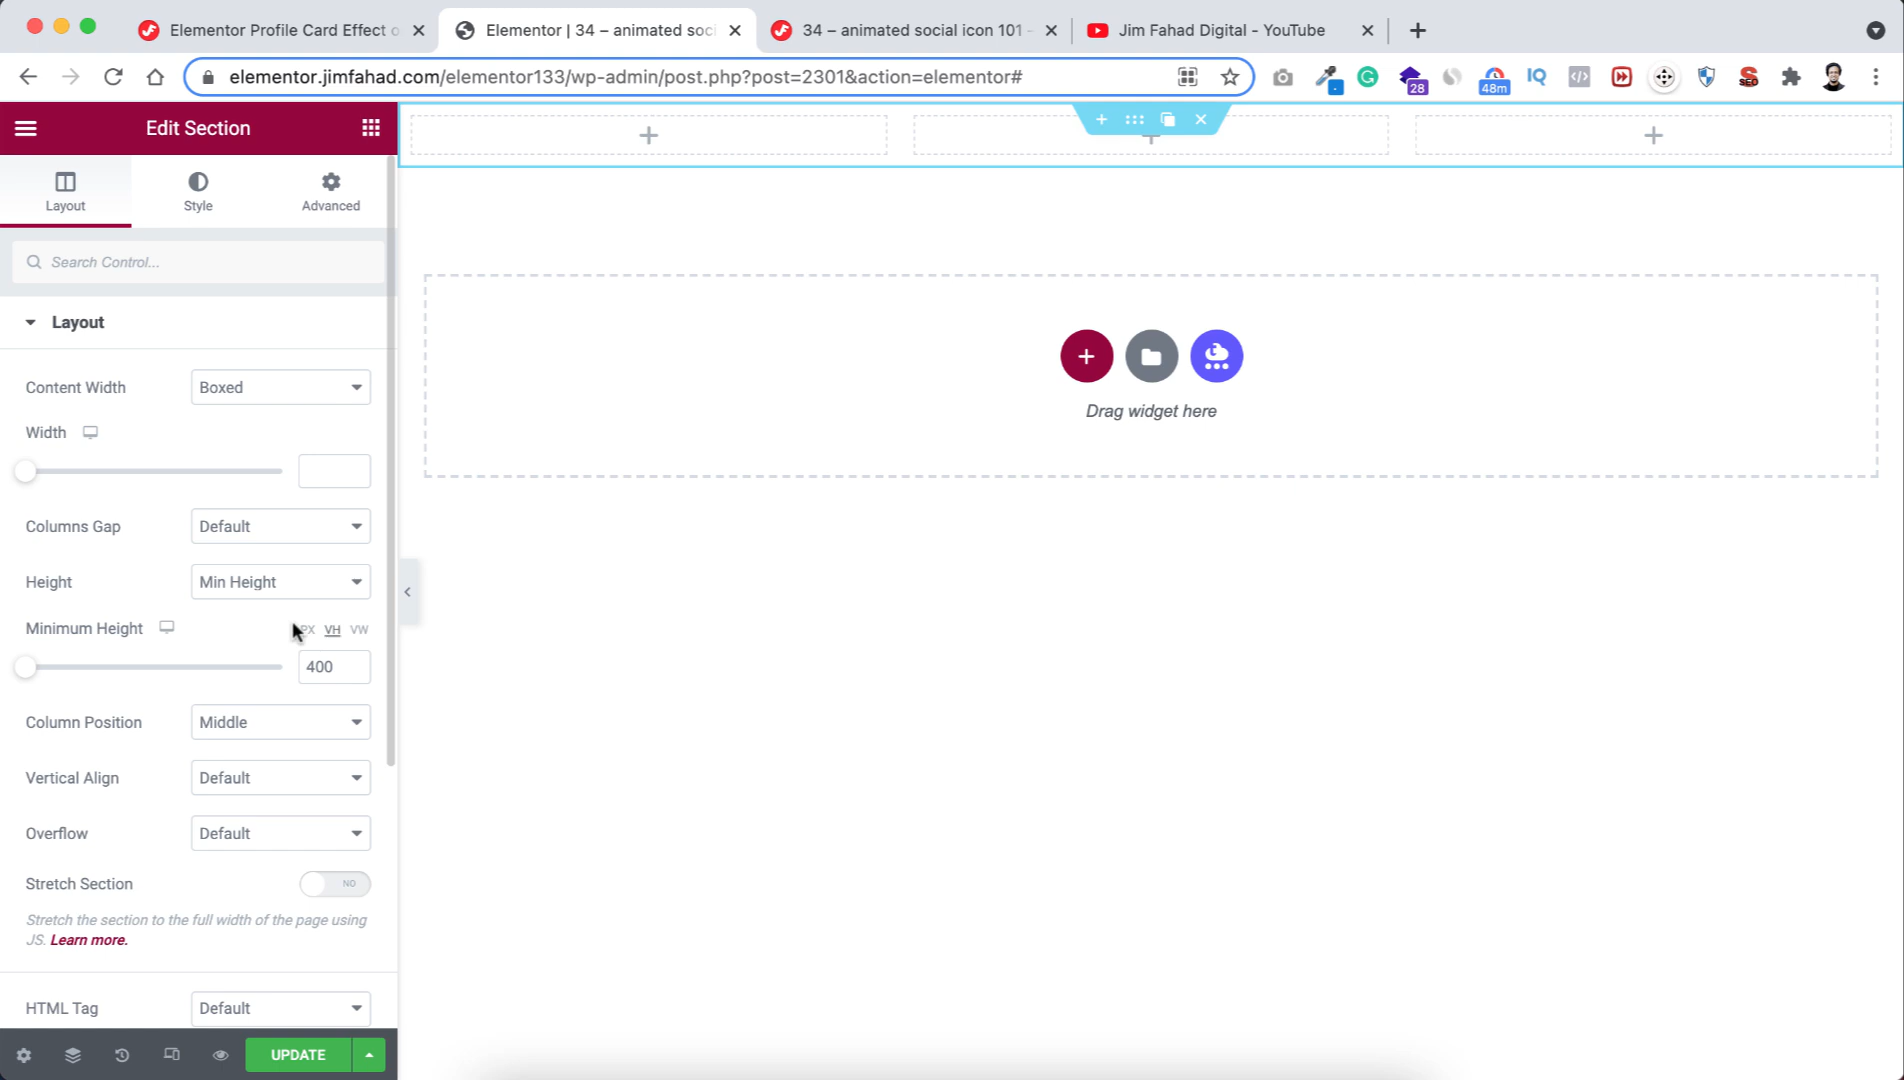 Elementor Profile Card Effect o
Elementor | 34 – animated soci
34 – animated social icon 101 -
Jim Fahad Digital - YouTube
elementor.jimfahad.com/elementor133/wp-admin/post.php?post=2301&action=elementor#
28
48m
IQ
SEO
Edit Section
Layout
Style
Advanced
Search Control...
Layout
Content Width
Boxed
Width
Columns Gap
Default
Height
Min Height
Minimum Height
PX
VH
VW
400
Column Position
Middle
Vertical Align
Default
Overflow
Default
Stretch Section
NO
Stretch the section to the full width of the page using
JS. Learn more.
HTML Tag
Default
UPDATE
Drag widget here